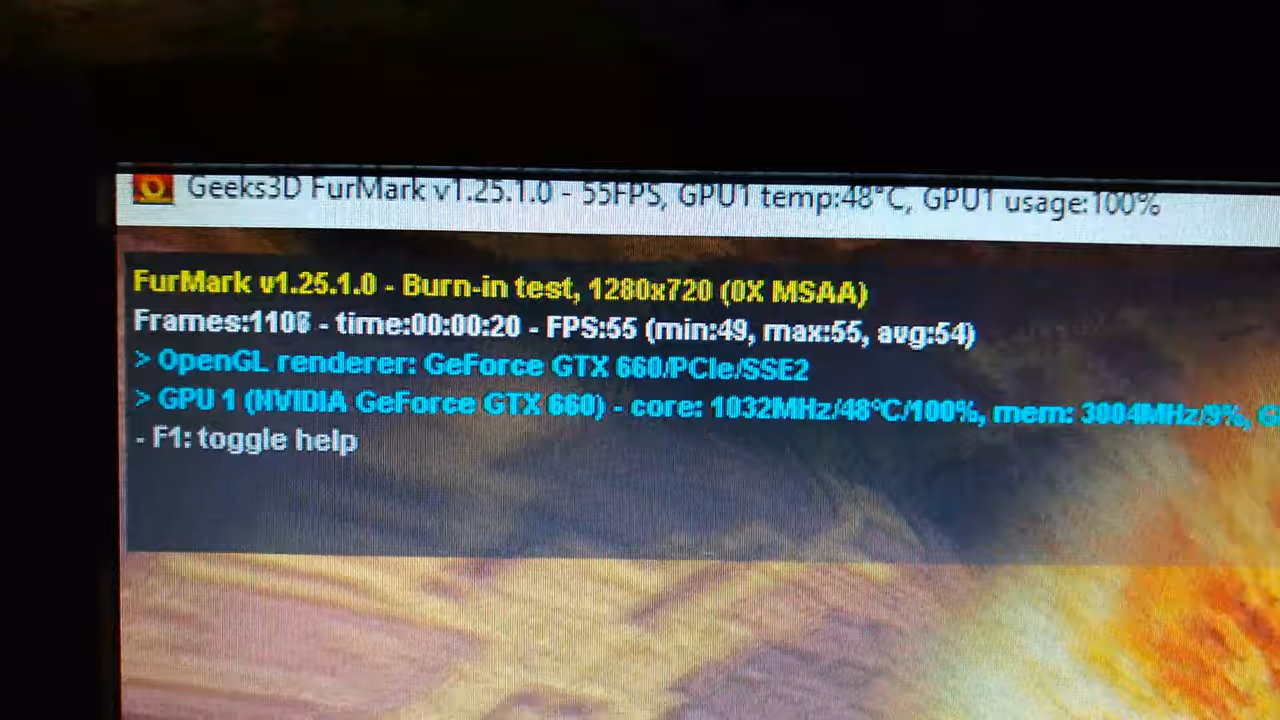 Geeks3D FurMark v1.25.1.0 - 55FPS, GPU1 temp:48°C, GPU1 usage:100%
FurMark v1.25.1.0 - Burn-in test, 1280x720 (0X MSAA)
Frames:1108 - time:00:00:20 - FPS:55 (min:49, max:55, avg:54)
> OpenGL renderer: GeForce GTX 660/PCIe/SSE2
> GPU 1 (NVIDIA GeForce GTX 660) - core: 1032MHz/48°C/100%, mem: 3004MHz/9%, G
- F1: toggle help